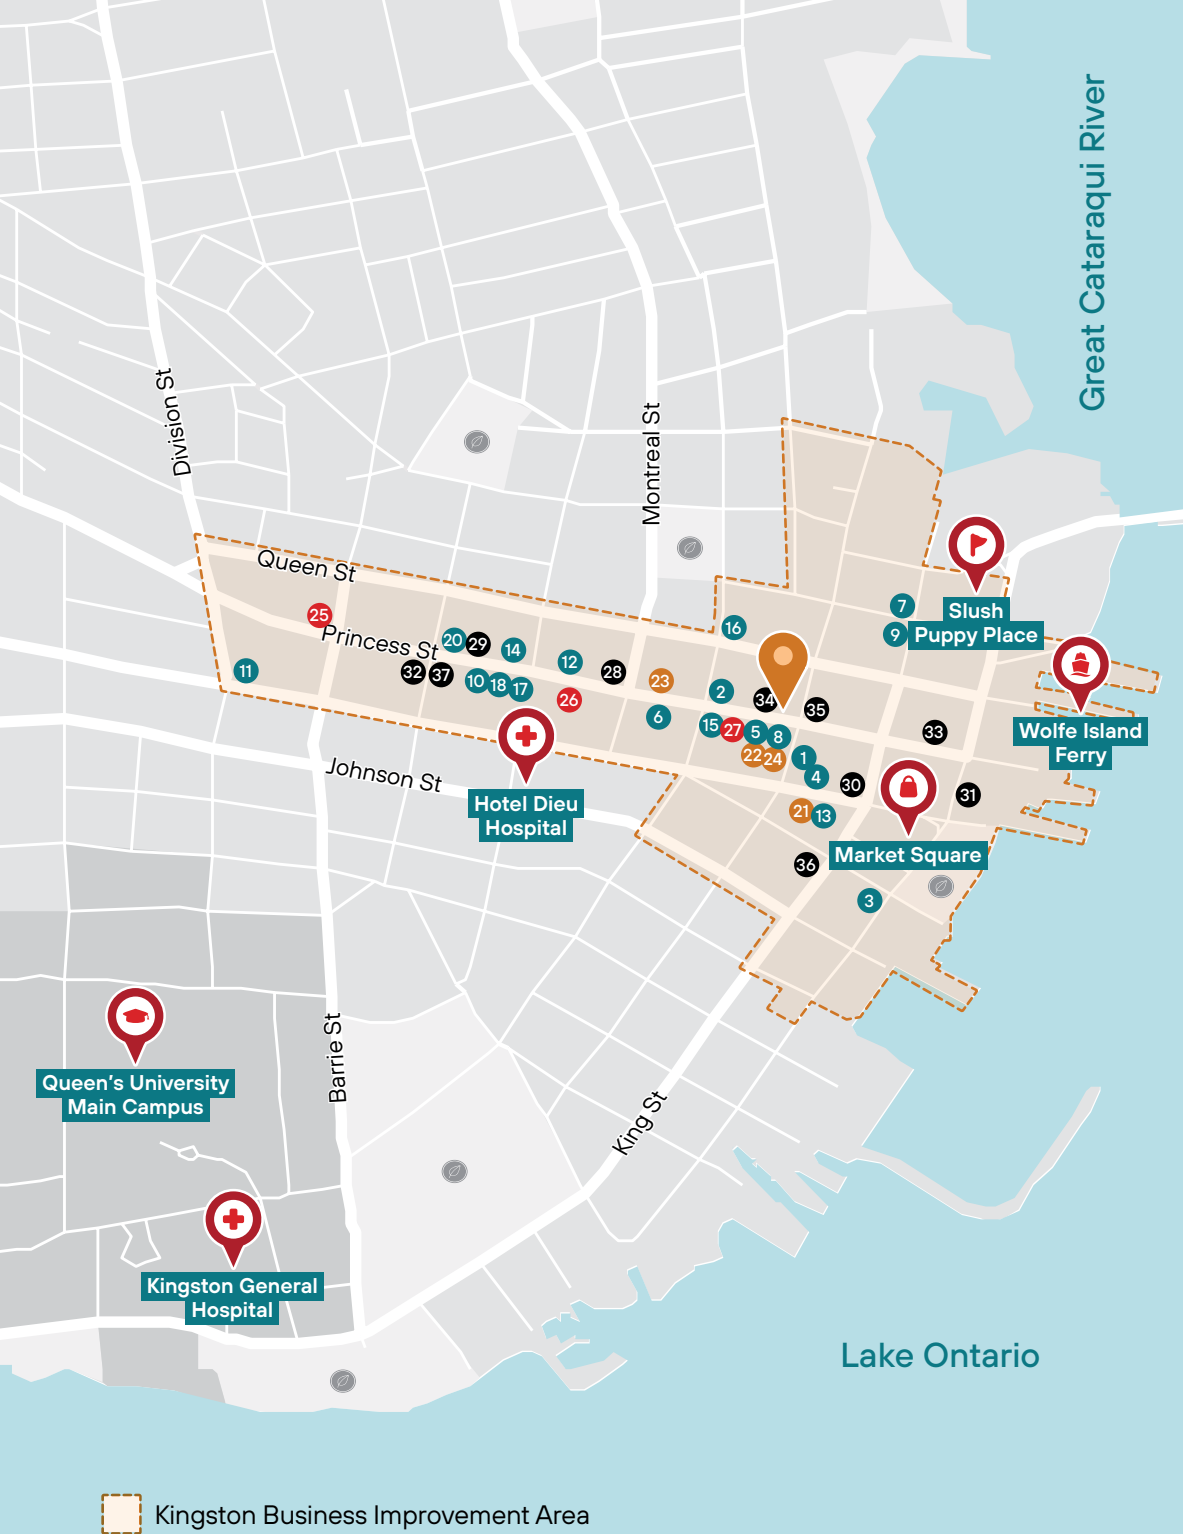 Great Cataraqui River
Division St
Montreal St
Queen St
Slush
Puppy Place
25
7
9
16
Princess St
20
29
14
12
28
11
32
37
10
18
17
23
26
2
34
35
6
15
27
5
8
33
Wolfe Island
Ferry
22
24
1
4
30
31
Johnson St
Hotel Dieu
Hospital
21
13
Market Square
36
3
Barrie St
Queen's University
Main Campus
King St
Kingston General
Hospital
Lake Ontario
Kingston Business Improvement Area